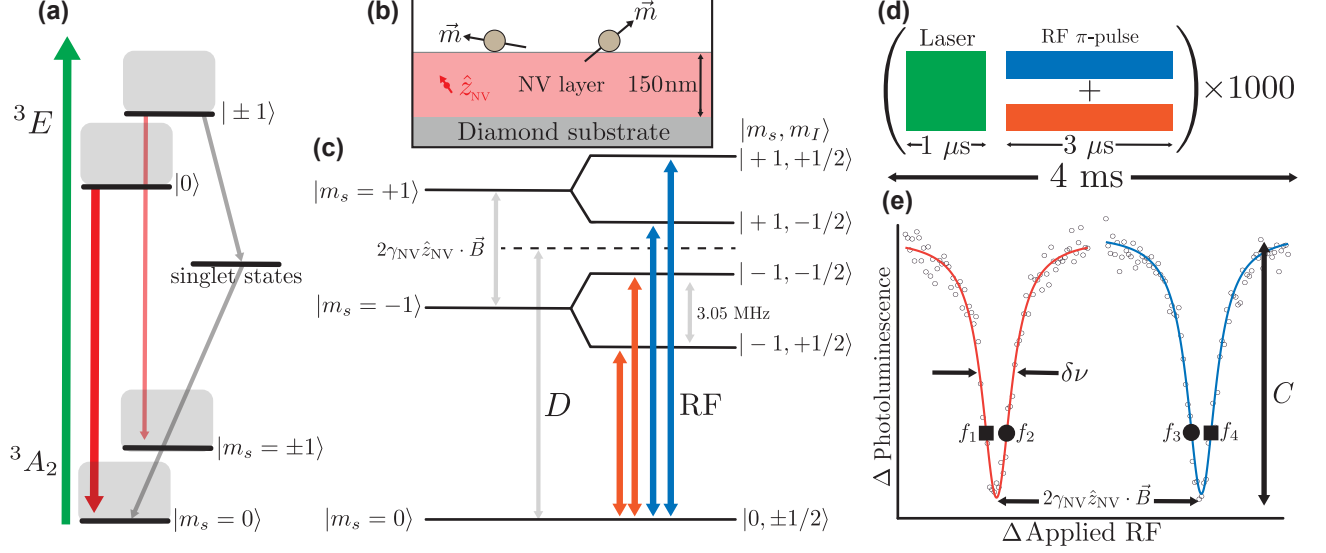 (a)
³E
|±1⟩
|0⟩
singlet states
³A₂
|mₛ=±1⟩
|mₛ=0⟩
(b)
m⃗
m⃗
ẑ_NV
NV layer
150nm
Diamond substrate
(c)
|mₛ, m_I⟩
|+1,+1/2⟩
|mₛ=+1⟩
|+1,−1/2⟩
2γ_NV ẑ_NV · B⃗
|−1,−1/2⟩
|mₛ=−1⟩
3.05 MHz
|−1,+1/2⟩
D
RF
|mₛ=0⟩
|0,±1/2⟩
(d)
Laser
RF π-pulse
+
×1000
1 μs
3 μs
4 ms
(e)
Δ Photoluminescence
δν
C
f₁
f₂
f₃
f₄
2γ_NV ẑ_NV · B⃗
Δ Applied RF